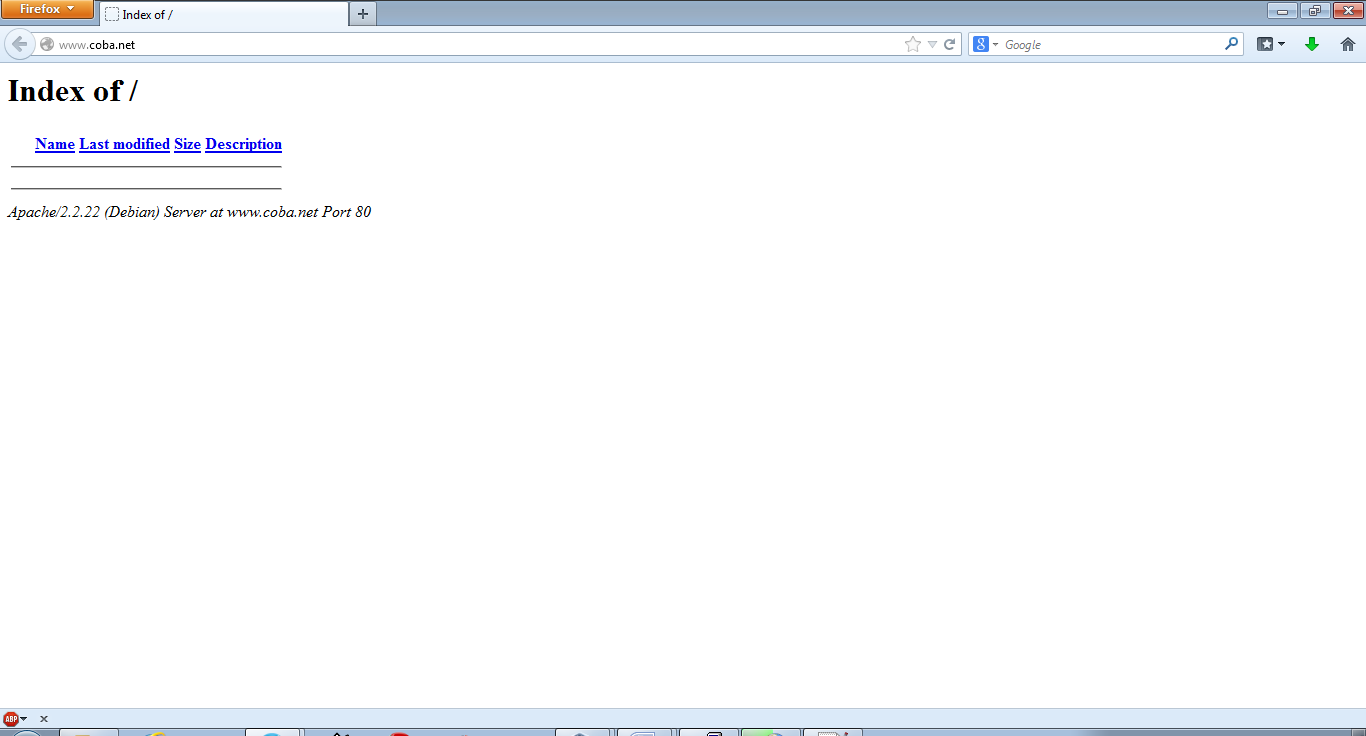 Firefox
Index of /
www.coba.net
Google
Index of /
Name Last modified Size Description
Apache/2.2.22 (Debian) Server at www.coba.net Port 80
ABP